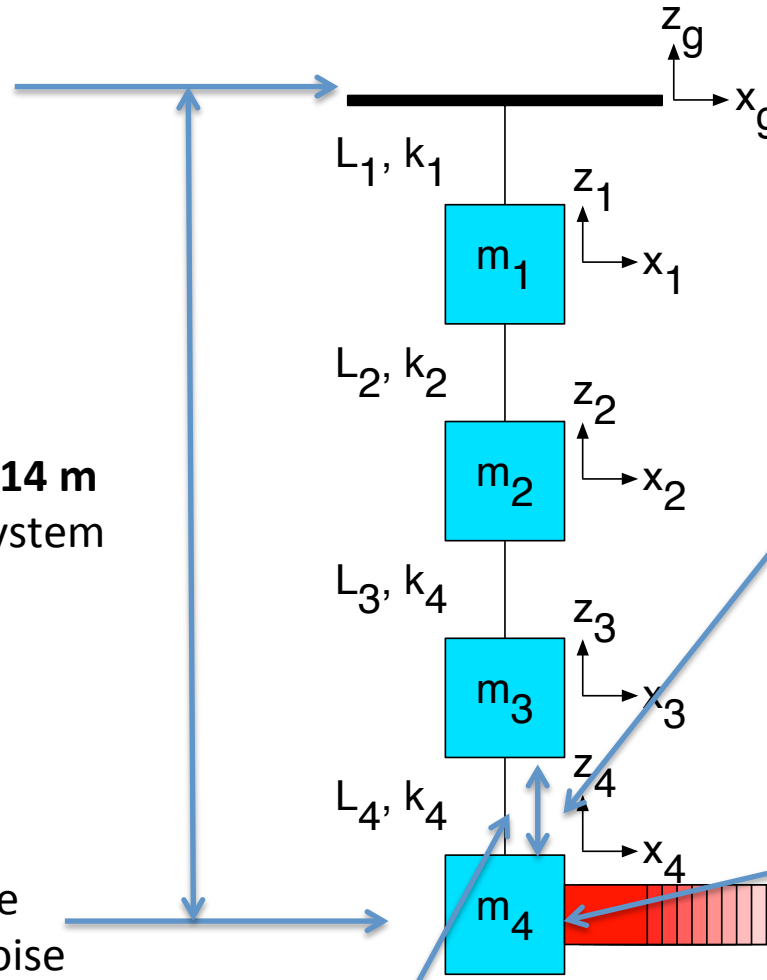 z_g
x_g
L_1, k_1
z_1
m_1
x_1
L_2, k_2
z_2
14 m
m_2
x_2
ystem
L_3, k_4
z_3
m_3
x_3
z_4
L_4, k_4
x_4
e
m_4
oise